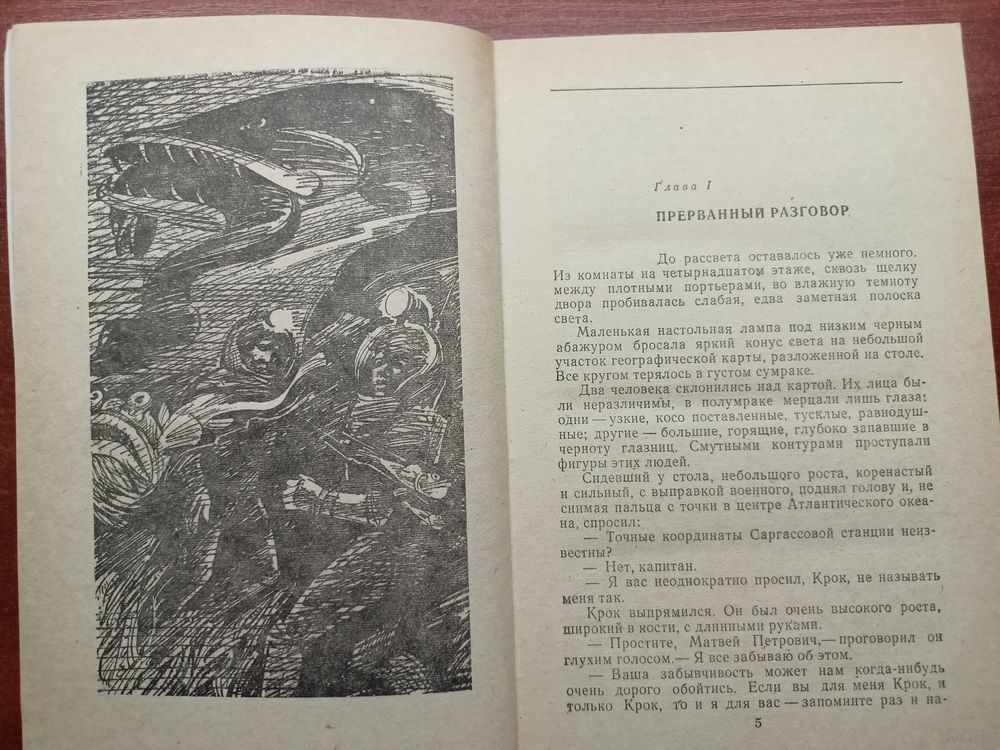 Глава I
ПРЕРВАННЫЙ РАЗГОВОР
До рассвета оставалось уже немного.
Из комнаты на четырнадцатом этаже, сквозь щелку
между плотными портьерами, во влажную темноту
двора пробивалась слабая, едва заметная полоска
света.
Маленькая настольная лампа под низким черным
абажуром бросала яркий конус света на небольшой
участок географической карты, разложенной на столе.
Все кругом терялось в густом сумраке.
Два человека склонились над картой. Их лица бы-
ли неразличимы, в полумраке мерцали лишь глаза:
одни — узкие, косо поставленные, тусклые, равнодуш-
ные; другие — большие, горящие, глубоко запавшие в
черноту глазниц. Смутными контурами проступали
фигуры этих людей.
Сидевший у стола, небольшого роста, коренастый
и сильный, с выправкой военного, поднял голову и, не
снимая пальца с точки в центре Атлантического океа-
на, спросил:
— Точные координаты Саргассовой станции неиз-
вестны?
— Нет, капитан.
— Я вас неоднократно просил, Крок, не называть
меня так.
Крок выпрямился. Он был очень высокого роста,
широкий в кости, с длинными руками.
— Простите, Матвей Петрович,— проговорил он
глухим голосом.— Я все забываю об этом.
— Ваша забывчивость может нам когда-нибудь
очень дорого обойтись. Если вы для меня Крок, и
только Крок, то и я для вас — запомните раз и на-
5